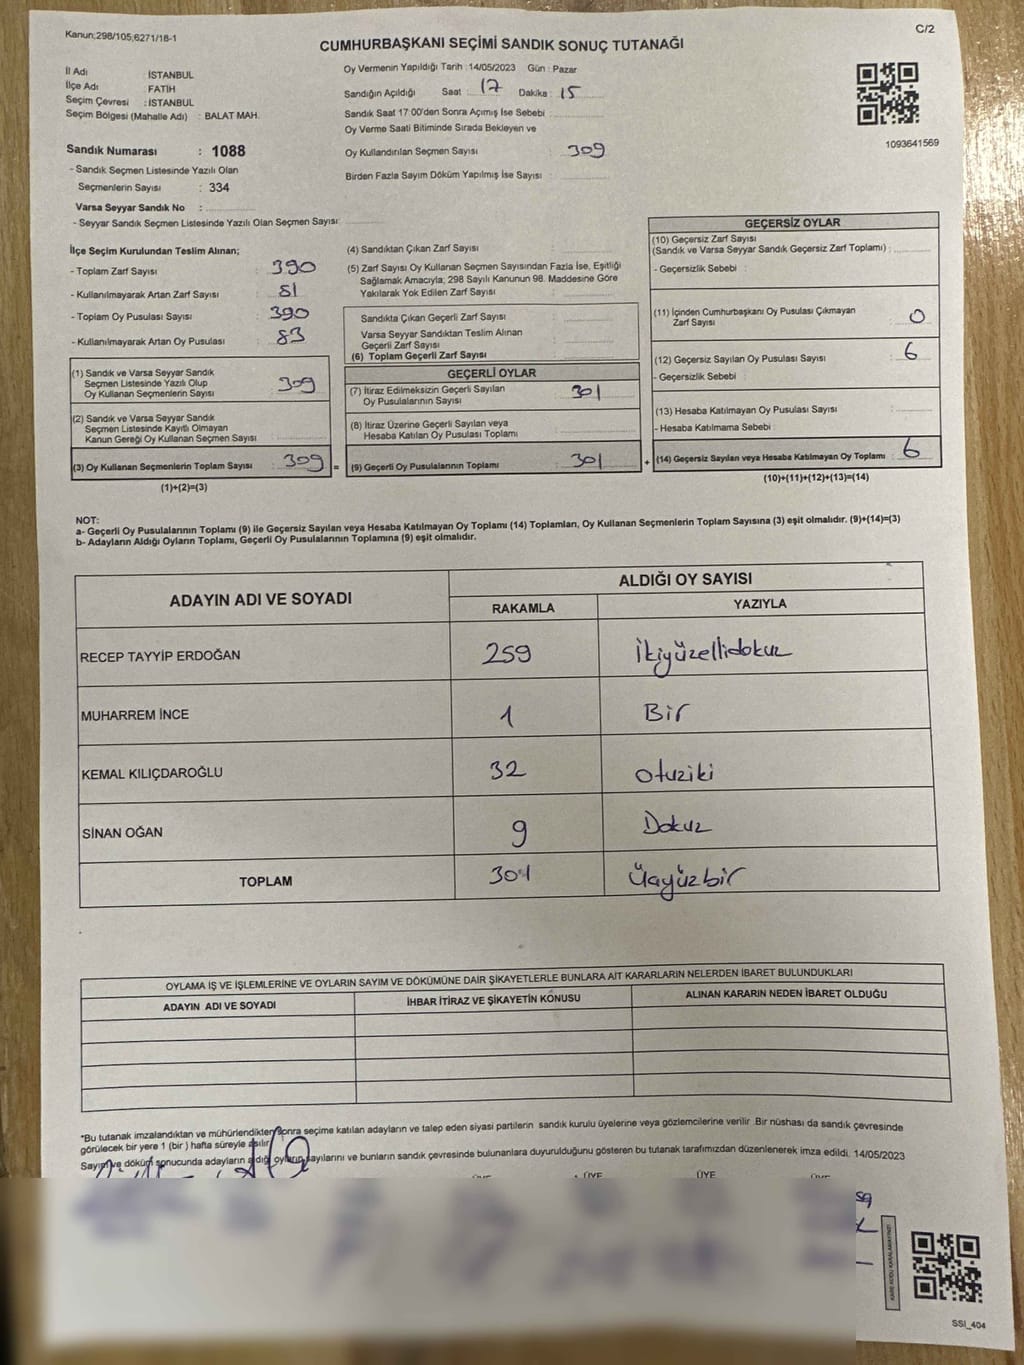 Kanun;298/105,6271/18-1
C/2
CUMHURBAŞKANI SEÇİMİ SANDIK SONUÇ TUTANAĞI
İl Adı : İSTANBUL
İlçe Adı : FATİH
Seçim Çevresi : İSTANBUL
Seçim Bölgesi (Mahalle Adı) : BALAT MAH.
Sandık Numarası : 1088
- Sandık Seçmen Listesinde Yazılı Olan
Seçmenlerin Sayısı : 334
Varsa Seyyar Sandık No :
- Seyyar Sandık Seçmen Listesinde Yazılı Olan Seçmen Sayısı:
Oy Vermenin Yapıldığı Tarih : 14/05/2023 Gün : Pazar
Sandığın Açıldığı Saat : 17 Dakika : 15
Sandık Saat 17:00'den Sonra Açımış İse Sebebi :
Oy Verme Saati Bitiminde Sırada Bekleyen ve
Oy Kullandırılan Seçmen Sayısı : 309
Birden Fazla Sayım Döküm Yapılmış İse Sayısı :
1093641569
İlçe Seçim Kurulundan Teslim Alınan;
- Toplam Zarf Sayısı : 390
- Kullanılmayarak Artan Zarf Sayısı : 81
- Toplam Oy Pusulası Sayısı : 390
- Kullanılmayarak Artan Oy Pusulası : 83
(1) Sandık ve Varsa Seyyar Sandık
Seçmen Listesinde Yazılı Olup
Oy Kullanan Seçmenlerin Sayısı : 309
(2) Sandık ve Varsa Seyyar Sandık
Seçmen Listesinde Kayıtlı Olmayan
Kanun Gereği Oy Kullanan Seçmen Sayısı :
(3) Oy Kullanan Seçmenlerin Toplam Sayısı : 309 =
(1)+(2)=(3)
(4) Sandıktan Çıkan Zarf Sayısı :
(5) Zarf Sayısı Oy Kullanan Seçmen Sayısından Fazla İse, Eşitliği
Sağlamak Amacıyla; 298 Sayılı Kanunun 98. Maddesine Göre
Yakılarak Yok Edilen Zarf Sayısı :
Sandıkta Çıkan Geçerli Zarf Sayısı :
Varsa Seyyar Sandıktan Teslim Alınan
Geçerli Zarf Sayısı :
(6) Toplam Geçerli Zarf Sayısı :
GEÇERLİ OYLAR
(7) İtiraz Edilmeksizin Geçerli Sayılan
Oy Pusulalarının Sayısı : 301
(8) İtiraz Üzerine Geçerli Sayılan veya
Hesaba Katılan Oy Pusulası Toplamı :
(9) Geçerli Oy Pusulalarının Toplamı : 301 +
GEÇERSİZ OYLAR
(10) Geçersiz Zarf Sayısı
(Sandık ve Varsa Seyyar Sandık Geçersiz Zarf Toplamı) :
- Geçersizlik Sebebi :
(11) İçinden Cumhurbaşkanı Oy Pusulası Çıkmayan
Zarf Sayısı : 0
(12) Geçersiz Sayılan Oy Pusulası Sayısı : 6
- Geçersizlik Sebebi :
(13) Hesaba Katılmayan Oy Pusulası Sayısı :
- Hesaba Katılmama Sebebi :
(14) Geçersiz Sayılan veya Hesaba Katılmayan Oy Toplamı : 6
(10)+(11)+(12)+(13)=(14)
NOT:
a- Geçerli Oy Pusulalarının Toplamı (9) ile Geçersiz Sayılan veya Hesaba Katılmayan Oy Toplamı (14) Toplamları, Oy Kullanan Seçmenlerin Toplam Sayısına (3) eşit olmalıdır. (9)+(14)=(3)
b- Adayların Aldığı Oyların Toplamı, Geçerli Oy Pusulalarının Toplamına (9) eşit olmalıdır.
ADAYIN ADI VE SOYADI
ALDIĞI OY SAYISI
RAKAMLA YAZIYLA
RECEP TAYYİP ERDOĞAN 259 İkiyüzellidokuz
MUHARREM İNCE 1 Bir
KEMAL KILIÇDAROĞLU 32 otuziki
SİNAN OĞAN 9 Dokuz
TOPLAM 301 Üçyüzbir
OYLAMA İŞ VE İŞLEMLERİNE VE OYLARIN SAYIM VE DÖKÜMÜNE DAİR ŞİKAYETLERLE BUNLARA AİT KARARLARIN NELERDEN İBARET BULUNDUKLARI
ADAYIN ADI VE SOYADI İHBAR İTİRAZ VE ŞİKAYETİN KONUSU ALINAN KARARIN NEDEN İBARET OLDUĞU
*Bu tutanak imzalandıktan ve mühürlendikten sonra seçime katılan adayların ve talep eden siyasi partilerin sandık kurulu üyelerine veya gözlemcilerine verilir .Bir nüshası da sandık çevresinde
görülecek bir yere 1 (bir ) hafta süreyle asılır.
Sayım ve döküm sonucunda adayların aldığı oyların sayılarını ve bunların sandık çevresinde bulunanlara duyurulduğunu gösteren bu tutanak tarafımızdan düzenlenerek imza edildi. 14/05/2023
ÜYE ÜYE ÜYE ÜYE
SSI_404